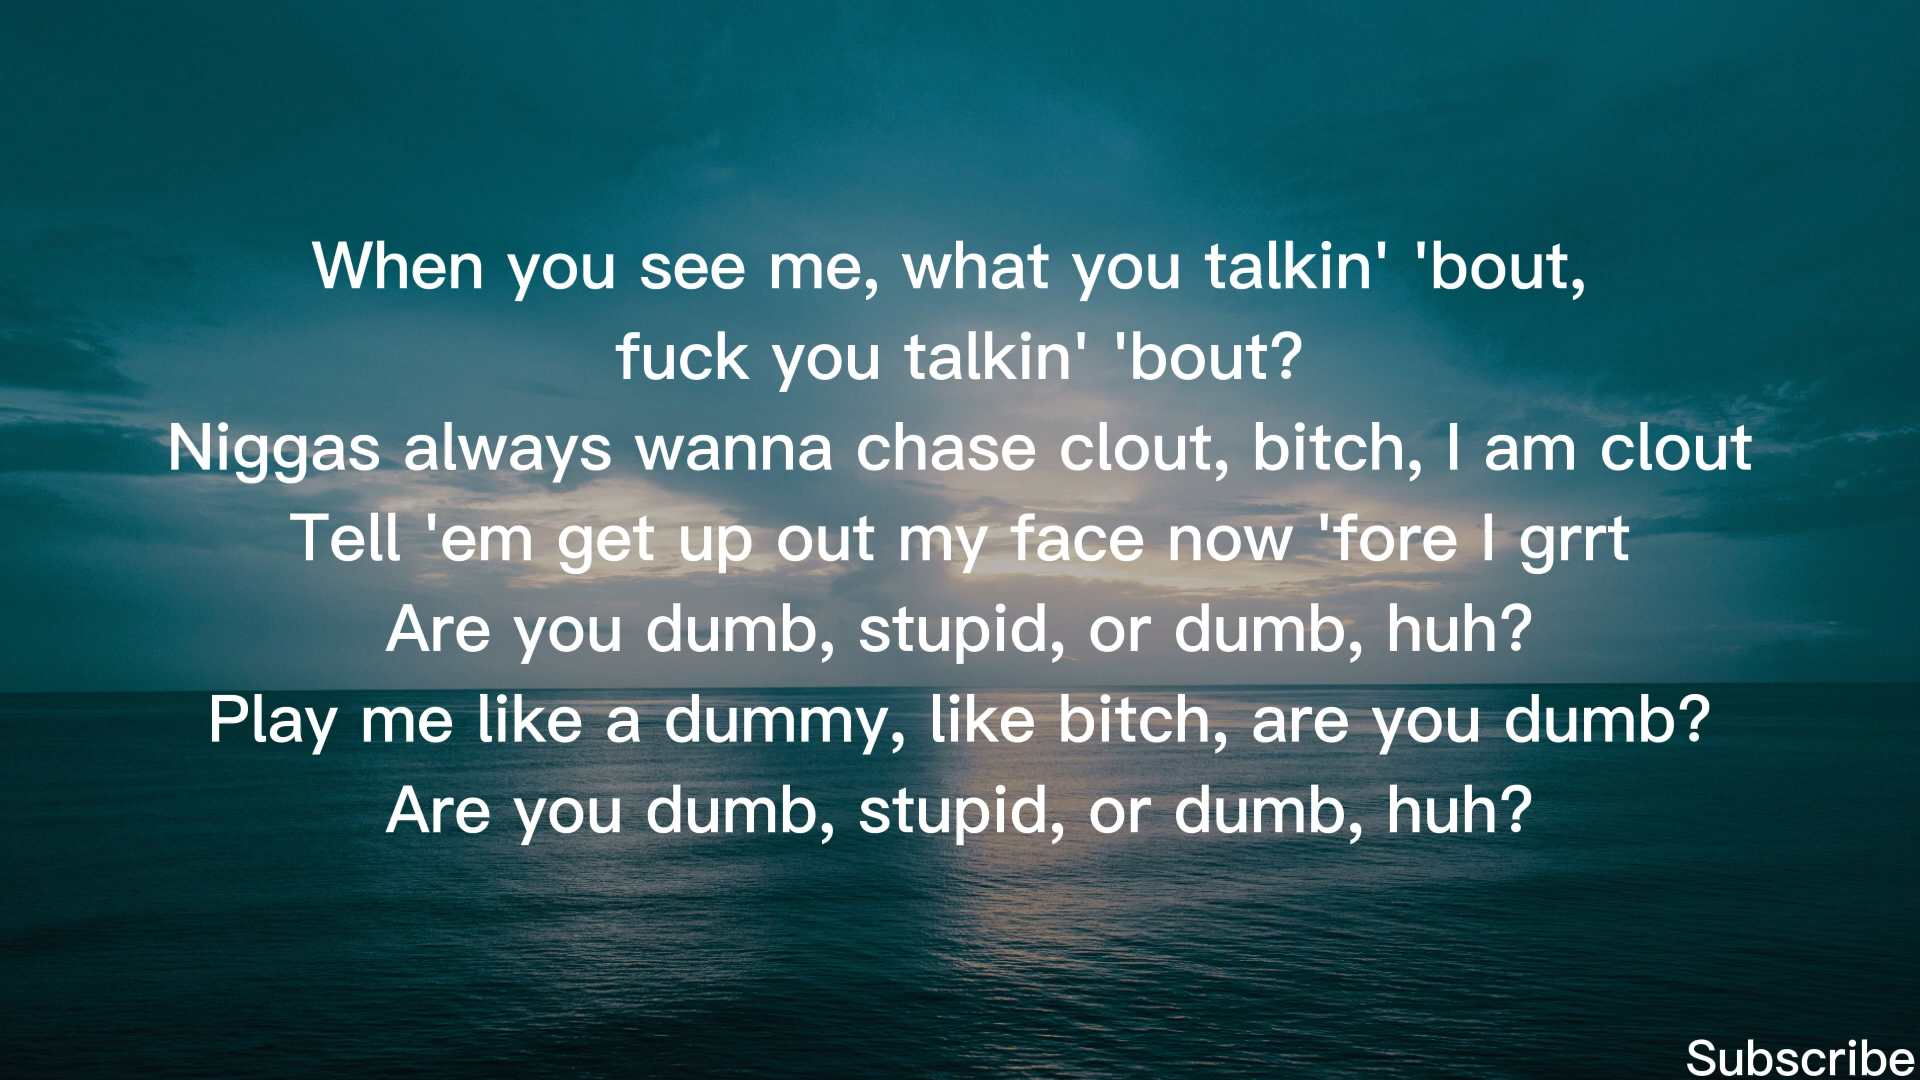 When you see me, what you talkin' 'bout,
fuck you talkin' 'bout?
Niggas always wanna chase clout, bitch, I am clout
Tell 'em get up out my face now 'fore I grrt
Are you dumb, stupid, or dumb, huh?
Play me like a dummy, like bitch, are you dumb?
Are you dumb, stupid, or dumb, huh?
Subscribe